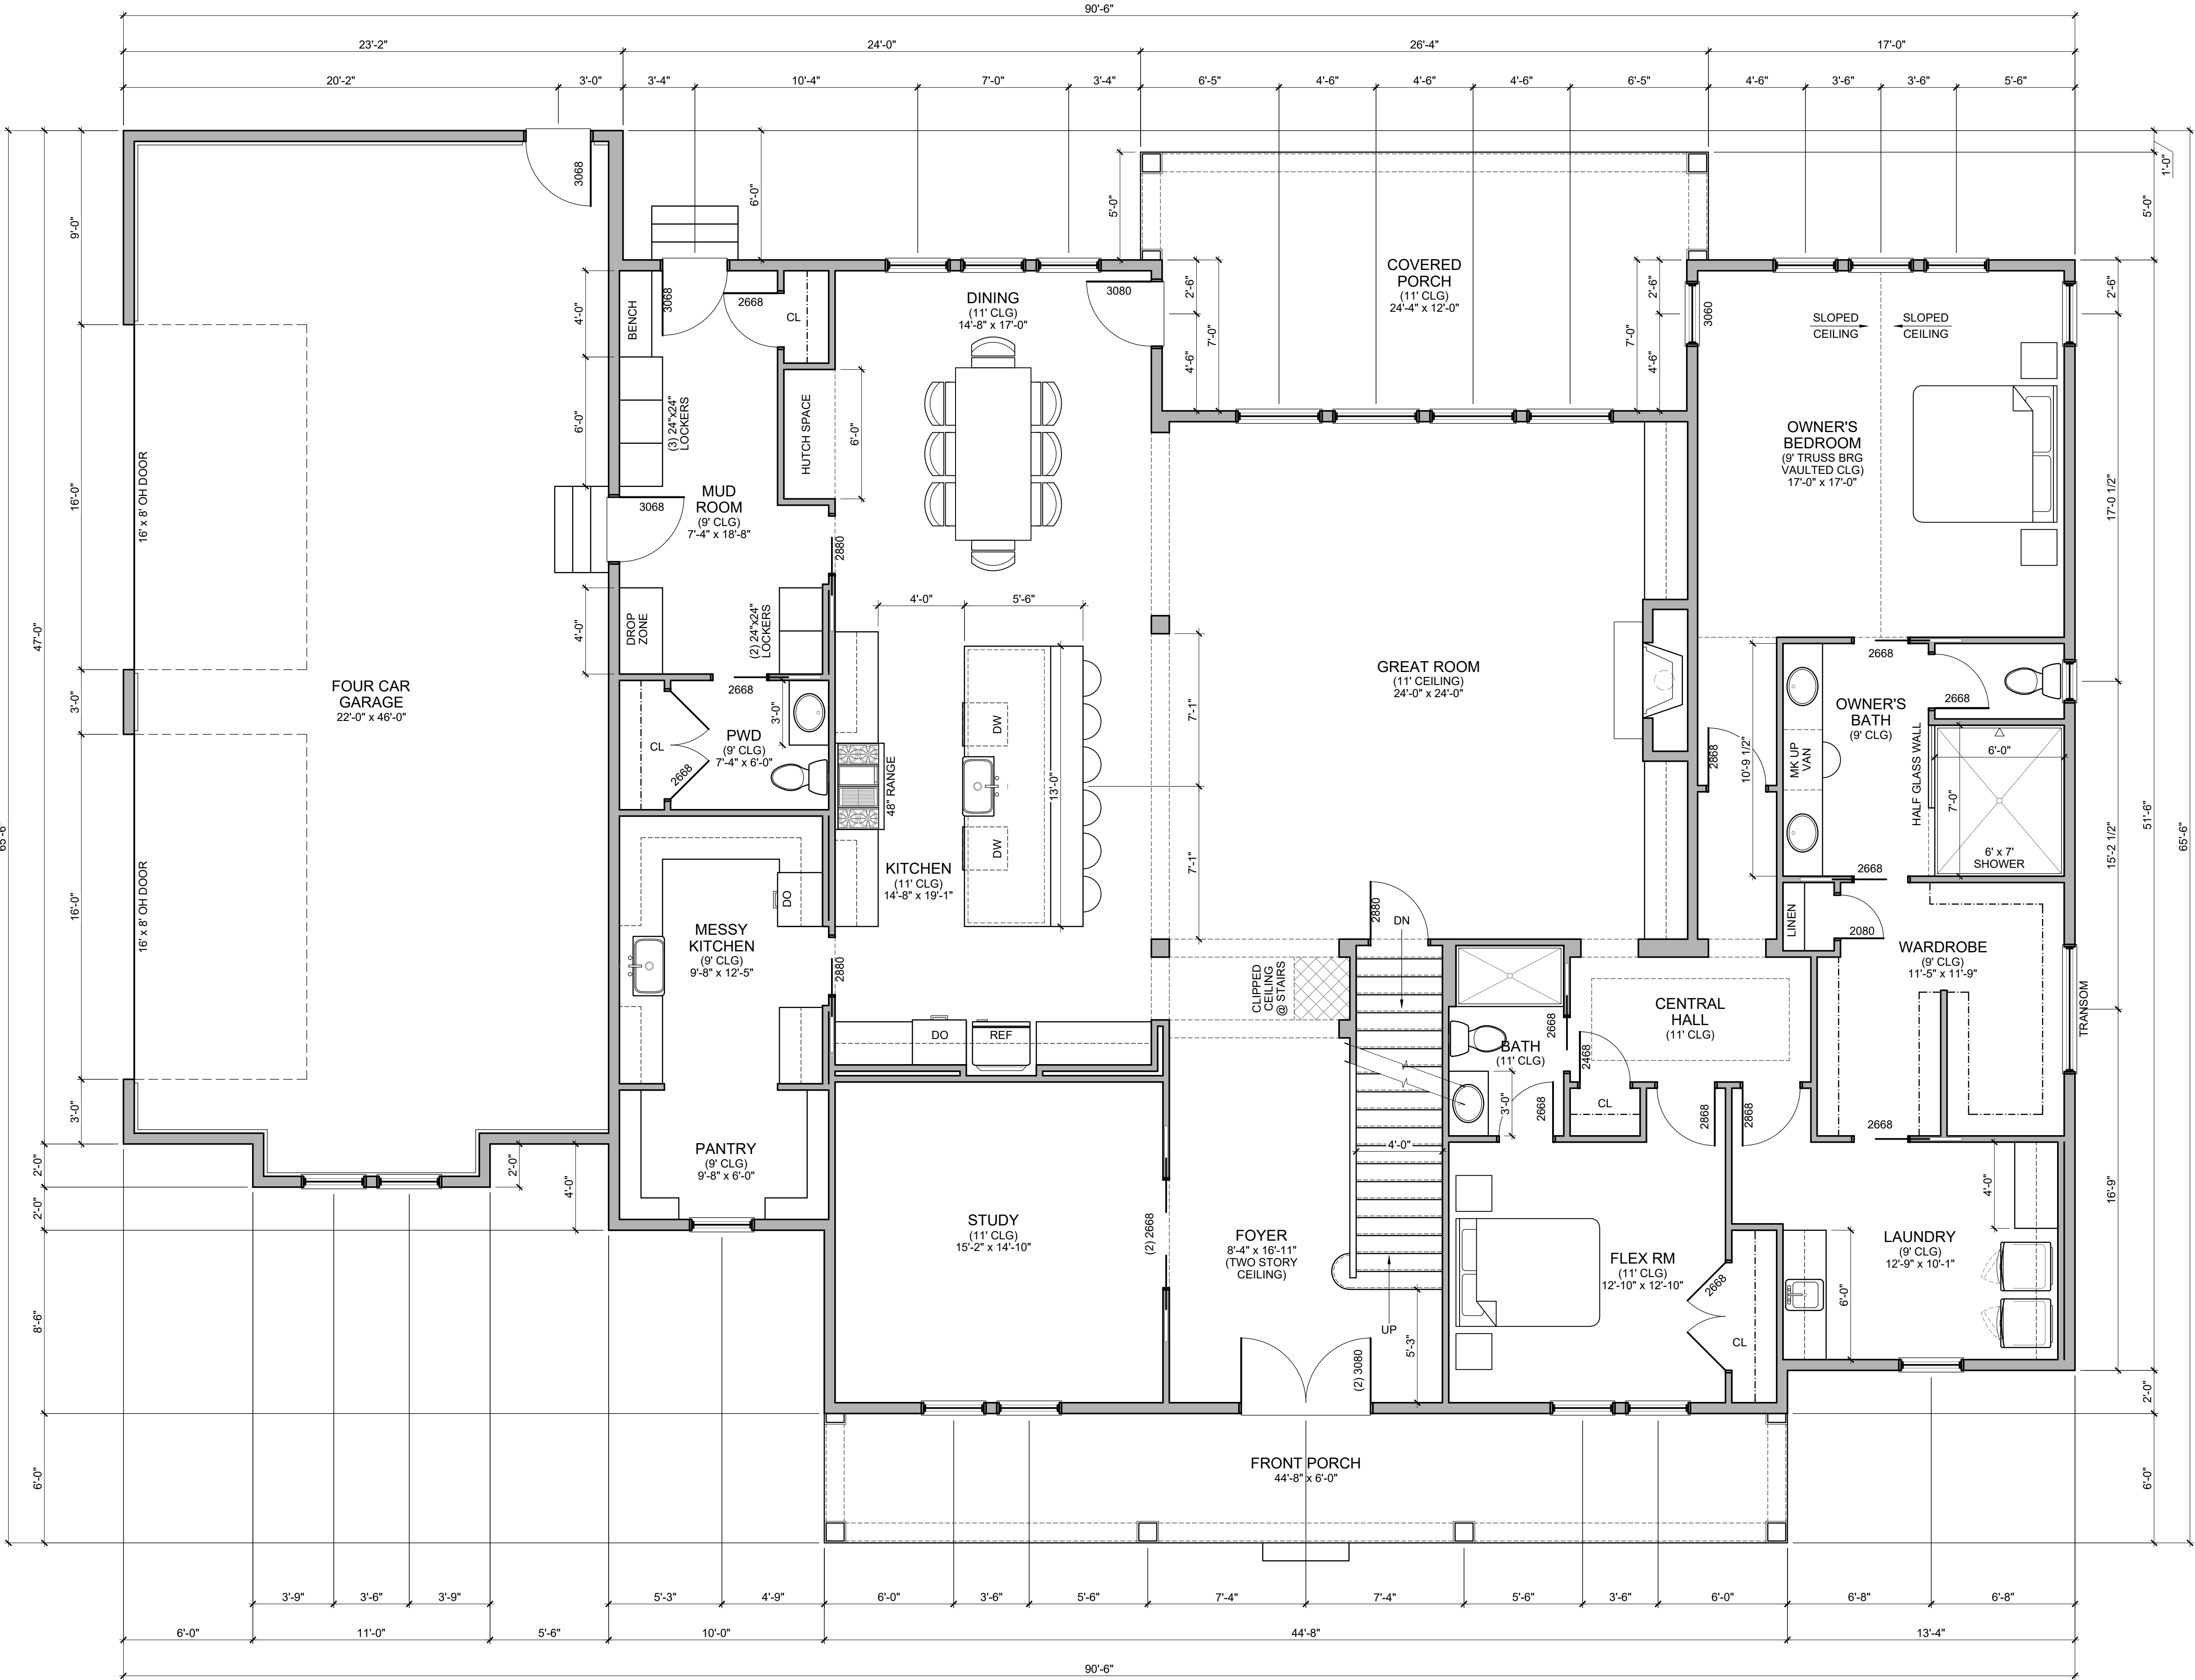 90'-6"
23'-2"
24'-0"
26'-4"
17'-0"
20'-2"
3'-0"
3'-4"
10'-4"
7'-0"
3'-4"
6'-5"
4'-6"
4'-6"
4'-6"
6'-5"
4'-6"
3'-6"
3'-6"
5'-6"
65'-6"
47'-0"
9'-0"
16'-0"
3'-0"
16'-0"
3'-0"
2'-0"
2'-0"
8'-6"
6'-0"
3068
16' x 8' OH DOOR
16' x 8' OH DOOR
FOUR CAR
GARAGE
22'-0" x 46'-0"
2'-0"
4'-0"
6'-0"
5'-0"
4'-0"
6'-0"
4'-0"
BENCH
3068
2668
CL
(3) 24"x24"
LOCKERS
HUTCH SPACE
6'-0"
MUD
ROOM
(9' CLG)
7'-4" x 18'-8"
3068
2880
DROP
ZONE
(2) 24"x24"
LOCKERS
2668
3'-0"
CL
PWD
(9' CLG)
7'-4" x 6'-0"
2668
DINING
(11' CLG)
14'-8" x 17'-0"
3080
2'-6"
4'-6"
7'-0"
COVERED
PORCH
(11' CLG)
24'-4" x 12'-0"
7'-0"
2'-6"
4'-6"
3060
SLOPED
CEILING
SLOPED
CEILING
OWNER'S
BEDROOM
(9' TRUSS BRG
VAULTED CLG)
17'-0" x 17'-0"
4'-0"
5'-6"
DW
DW
13'-0"
48" RANGE
KITCHEN
(11' CLG)
14'-8" x 19'-1"
7'-1"
7'-1"
GREAT ROOM
(11' CEILING)
24'-0" x 24'-0"
2668
2668
OWNER'S
BATH
(9' CLG)
2868
10'-9 1/2"
MK UP
VAN
HALF GLASS WALL
6'-0"
7'-0"
6' x 7'
SHOWER
2668
LINEN
2080
WARDROBE
(9' CLG)
11'-5" x 11'-9"
TRANSOM
MESSY
KITCHEN
(9' CLG)
9'-8" x 12'-5"
DO
2880
DO
REF
CLIPPED
CEILING
@ STAIRS
2880
DN
BATH
(11' CLG)
2668
2468
3'-0"
2668
CL
CENTRAL
HALL
(11' CLG)
2868
2868
2668
PANTRY
(9' CLG)
9'-8" x 6'-0"
STUDY
(11' CLG)
15'-2" x 14'-10"
(2) 2668
FOYER
8'-4" x 16'-11"
(TWO STORY
CEILING)
4'-0"
UP
5'-3"
(2) 3080
FLEX RM
(11' CLG)
12'-10" x 12'-10"
2668
CL
6'-0"
LAUNDRY
(9' CLG)
12'-9" x 10'-1"
4'-0"
FRONT PORCH
44'-8" x 6'-0"
1'-0"
5'-0"
2'-6"
17'-0 1/2"
15'-2 1/2"
16'-9"
51'-6"
65'-6"
2'-0"
6'-0"
3'-9"
3'-6"
3'-9"
5'-3"
4'-9"
6'-0"
3'-6"
5'-6"
7'-4"
7'-4"
5'-6"
3'-6"
6'-0"
6'-8"
6'-8"
6'-0"
11'-0"
5'-6"
10'-0"
44'-8"
13'-4"
90'-6"